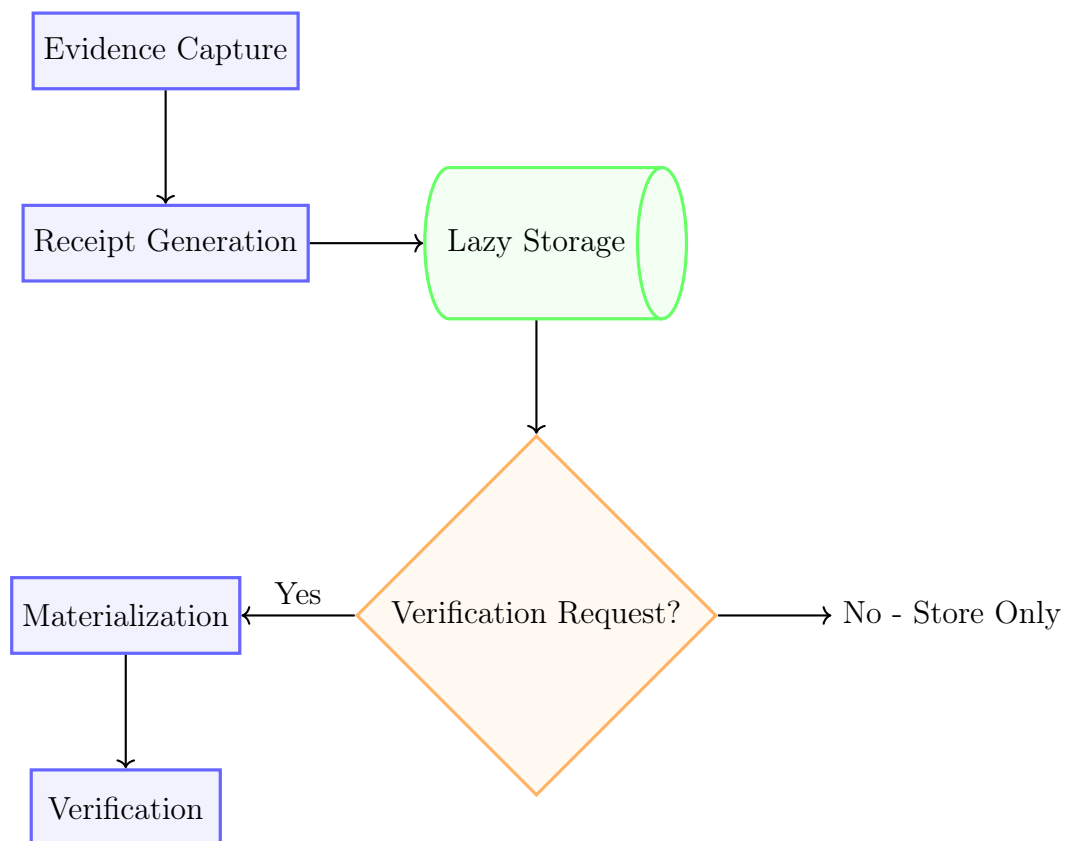 Evidence Capture
Receipt Generation
Lazy Storage
Yes
Materialization
Verification Request?
No - Store Only
Verification